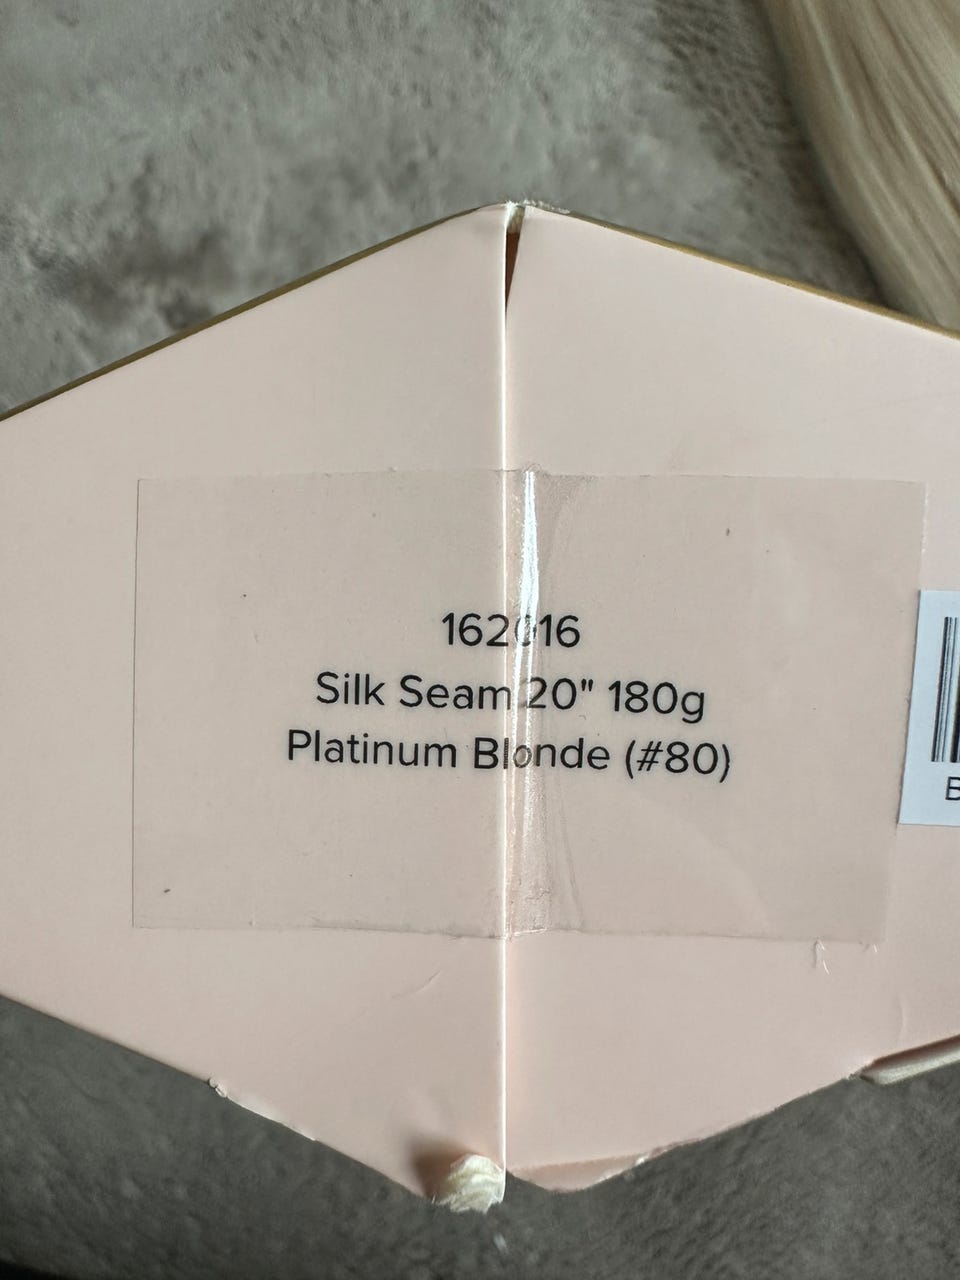 162016
Silk Seam 20" 180g
Platinum Blonde (#80)